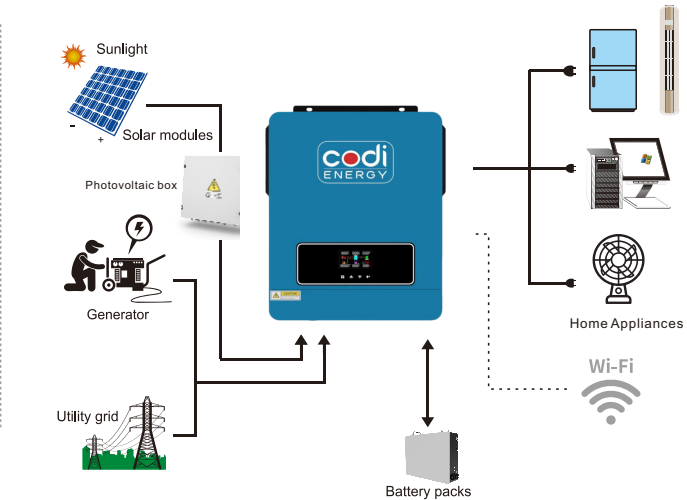 Sunlight
Solar modules
Photovoltaic box
Generator
Utility grid
codi
ENERGY
Battery packs
Home Appliances
Wi-Fi